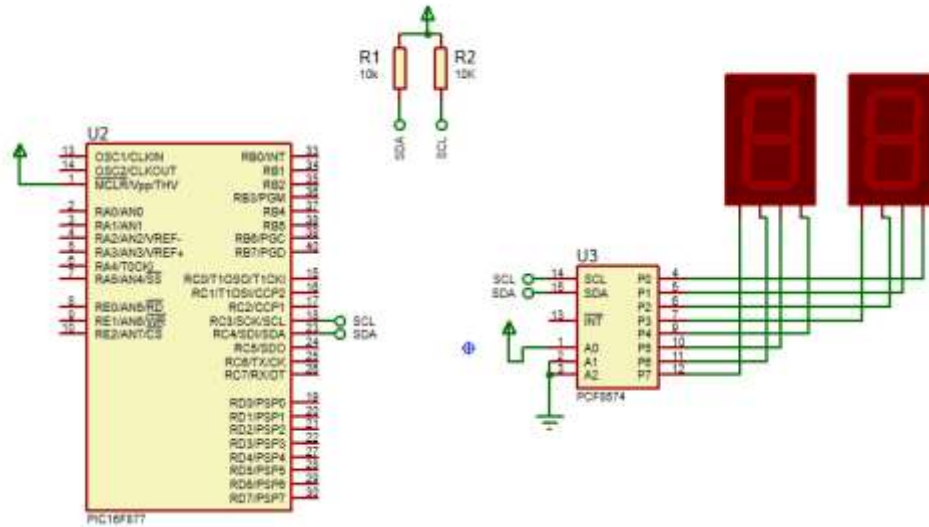 R1
10k
R2
10K
SDA
SCL
U2
13 OSC1/CLKIN RB0/INT 33
14 OSC2/CLKOUT RB1 34
1 MCLR/Vpp/THV RB2 35
RB3/PGM 36
2 RA0/AN0 RB4 37
3 RA1/AN1 RB5 38
4 RA2/AN2/VREF- RB6/PGC 39
5 RA3/AN3/VREF+ RB7/PGD 40
6 RA4/T0CKI
7 RA5/AN4/SS RC0/T1OSO/T1CKI 15
RC1/T1OSI/CCP2 16
8 RE0/AN5/RD RC2/CCP1 17
9 RE1/AN6/WR RC3/SCK/SCL 18 SCL
10 RE2/AN7/CS RC4/SDI/SDA 23 SDA
RC5/SDO 24
RC6/TX/CK 25
RC7/RX/DT 26
RD0/PSP0 19
RD1/PSP1 20
RD2/PSP2 21
RD3/PSP3 22
RD4/PSP4 27
RD5/PSP5 28
RD6/PSP6 29
RD7/PSP7 30
PIC16F877
U3
SCL 14 SCL P0 4
SDA 15 SDA P1 5
P2 6
13 INT P3 7
P4 9
1 A0 P5 10
2 A1 P6 11
3 A2 P7 12
PCF8574